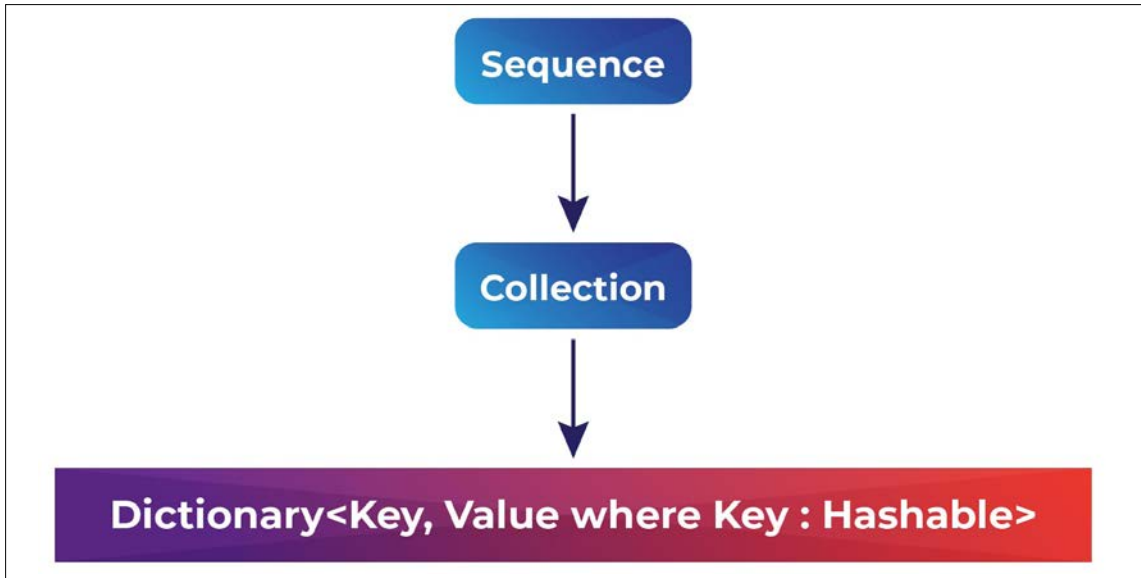 Sequence
Collection
Dictionary<Key, Value where Key : Hashable>